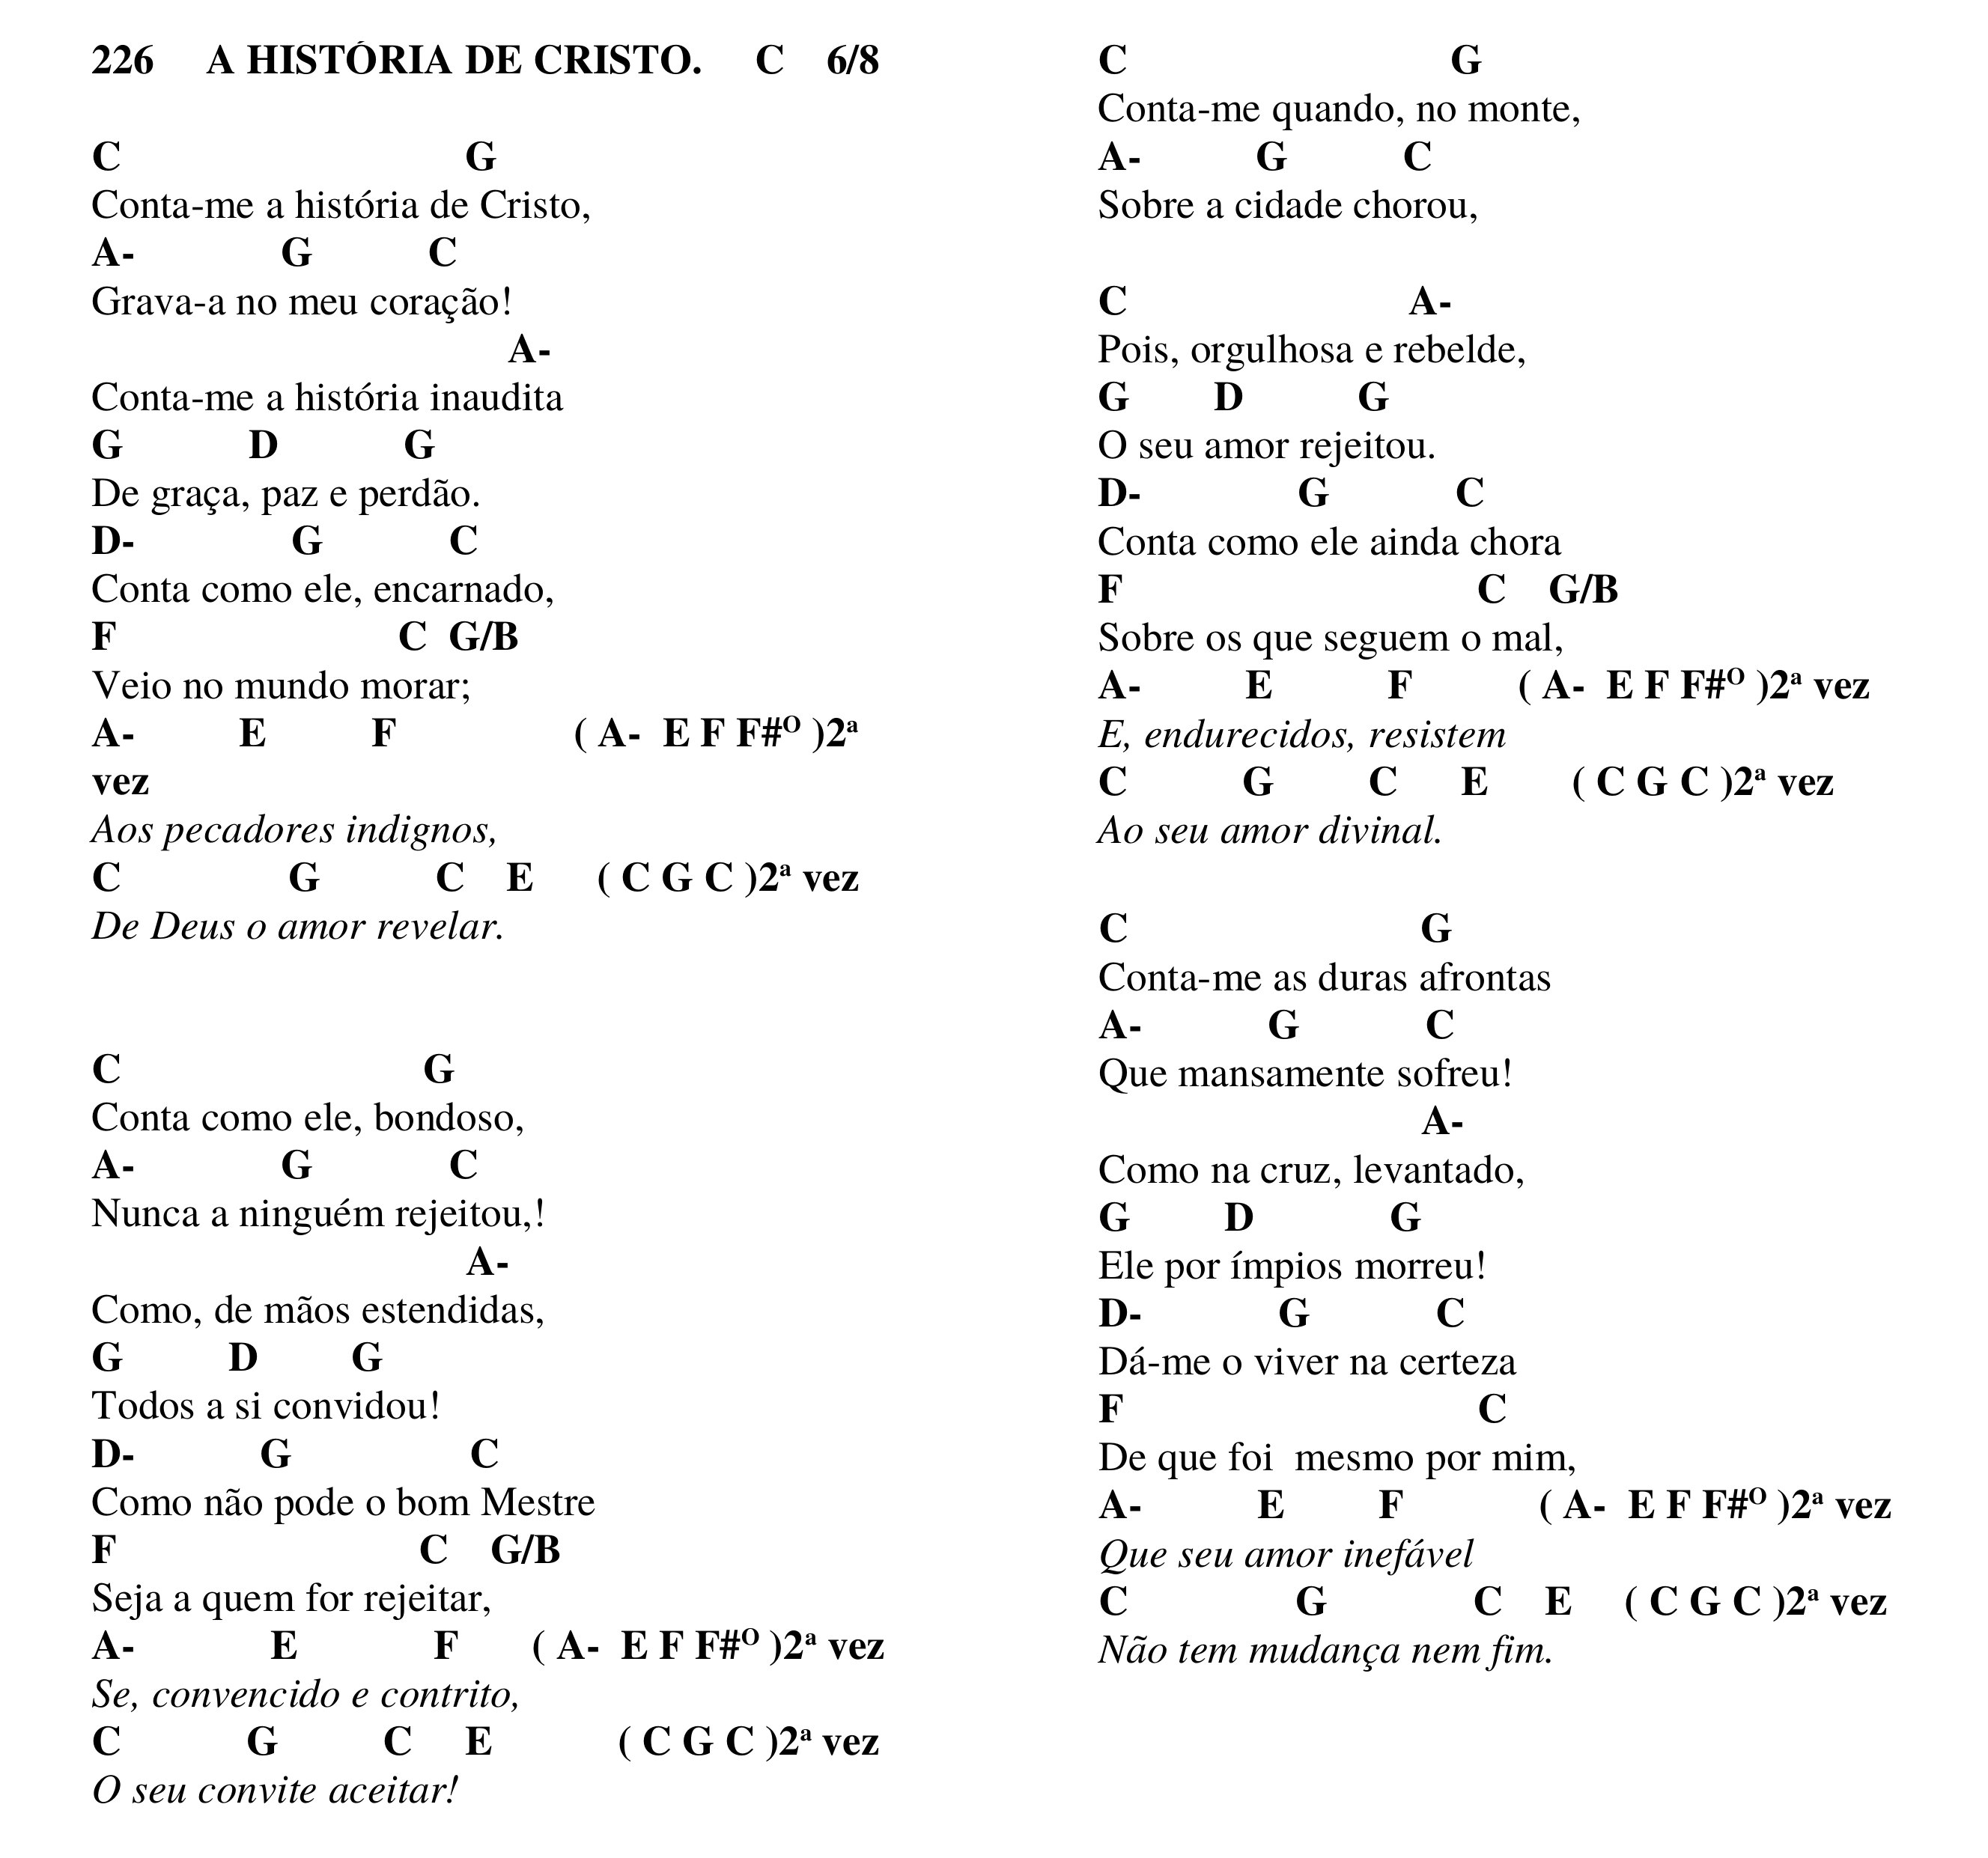 226 A HISTÓRIA DE CRISTO. C 6/8
C G
Conta-me a história de Cristo,
A- G C
Grava-a no meu coração!
A-
Conta-me a história inaudita
G D G
De graça, paz e perdão.
D- G C
Conta como ele, encarnado,
F C G/B
Veio no mundo morar;
A- E F ( A- E F F#º )2ª
vez
Aos pecadores indignos,
C G C E ( C G C )2ª vez
De Deus o amor revelar.
C G
Conta como ele, bondoso,
A- G C
Nunca a ninguém rejeitou,!
A-
Como, de mãos estendidas,
G D G
Todos a si convidou!
D- G C
Como não pode o bom Mestre
F C G/B
Seja a quem for rejeitar,
A- E F ( A- E F F#º )2ª vez
Se, convencido e contrito,
C G C E ( C G C )2ª vez
O seu convite aceitar!
C G
Conta-me quando, no monte,
A- G C
Sobre a cidade chorou,
C A-
Pois, orgulhosa e rebelde,
G D G
O seu amor rejeitou.
D- G C
Conta como ele ainda chora
F C G/B
Sobre os que seguem o mal,
A- E F ( A- E F F#º )2ª vez
E, endurecidos, resistem
C G C E ( C G C )2ª vez
Ao seu amor divinal.
C G
Conta-me as duras afrontas
A- G C
Que mansamente sofreu!
A-
Como na cruz, levantado,
G D G
Ele por ímpios morreu!
D- G C
Dá-me o viver na certeza
F C
De que foi mesmo por mim,
A- E F ( A- E F F#º )2ª vez
Que seu amor inefável
C G C E ( C G C )2ª vez
Não tem mudança nem fim.